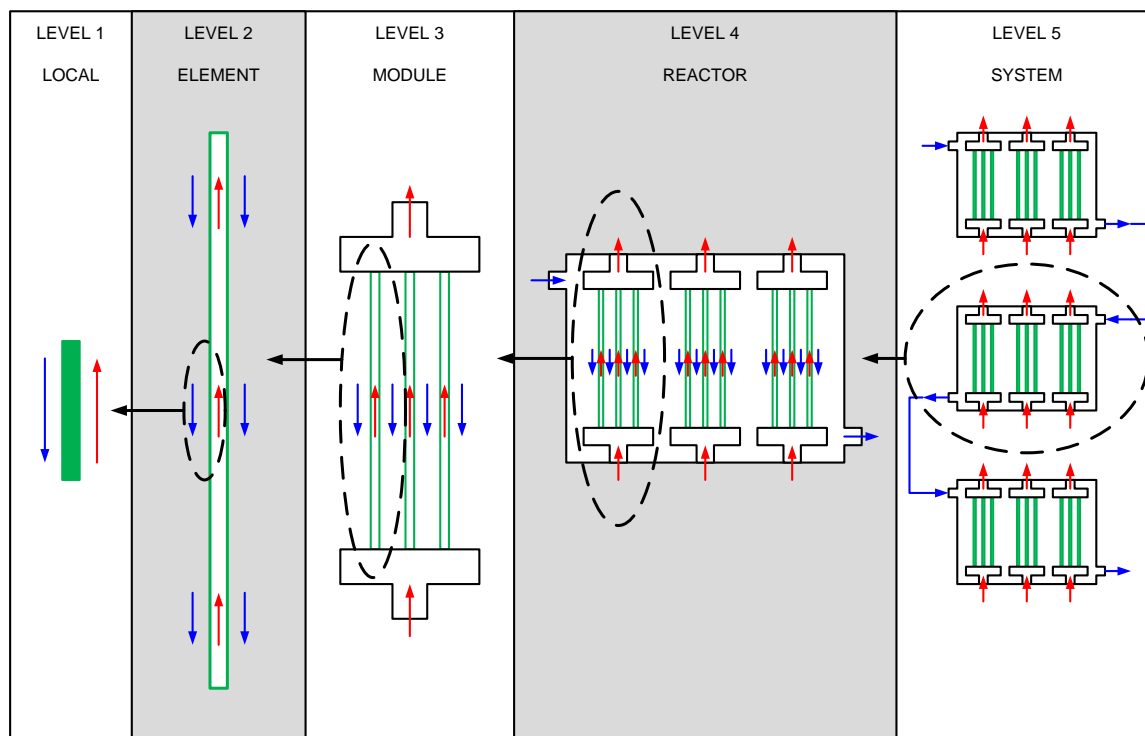 LEVEL 1
LOCAL
LEVEL 2
ELEMENT
LEVEL 3
MODULE
LEVEL 4
REACTOR
LEVEL 5
SYSTEM